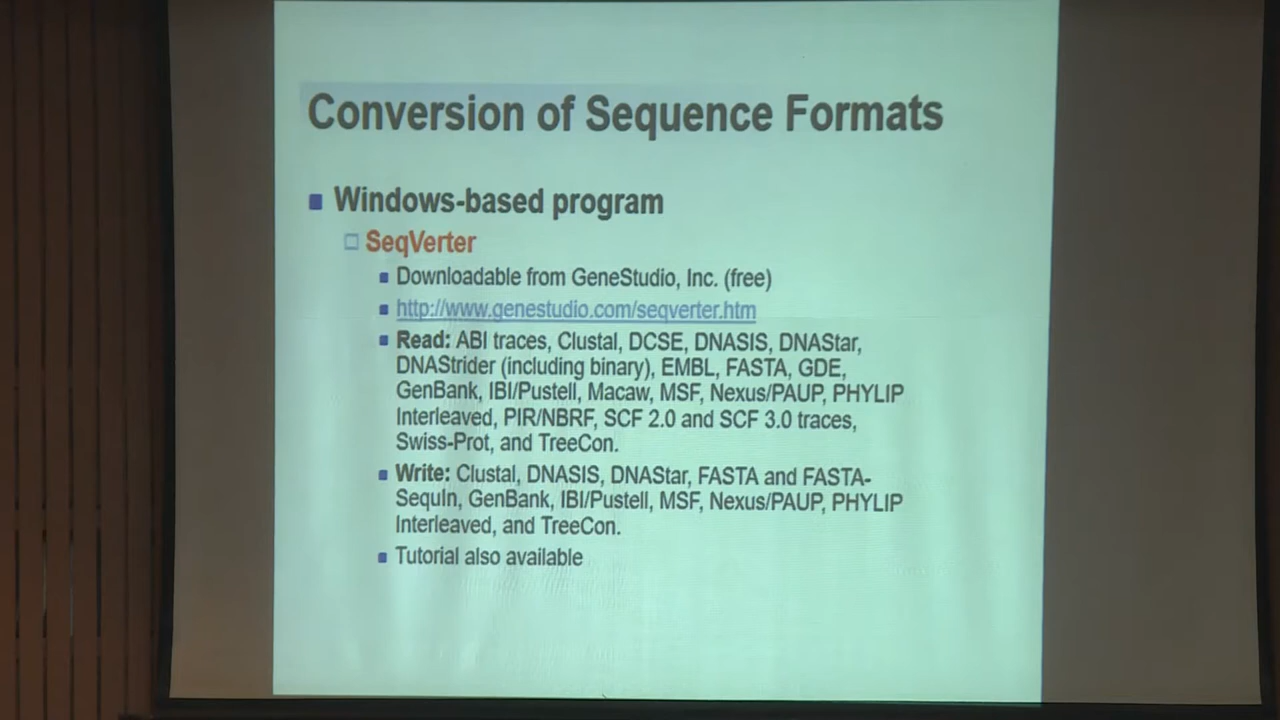 Conversion of Sequence Formats
Windows-based program
SeqVerter
Downloadable from GeneStudio, Inc. (free)
http://www.genestudio.com/seqverter.htm
Read: ABI traces, Clustal, DCSE, DNASIS, DNAStar,
DNAStrider (including binary), EMBL, FASTA, GDE,
GenBank, IBI/Pustell, Macaw, MSF, Nexus/PAUP, PHYLIP
Interleaved, PIR/NBRF, SCF 2.0 and SCF 3.0 traces,
Swiss-Prot, and TreeCon.
Write: Clustal, DNASIS, DNAStar, FASTA and FASTA-
SequIn, GenBank, IBI/Pustell, MSF, Nexus/PAUP, PHYLIP
Interleaved, and TreeCon.
Tutorial also available